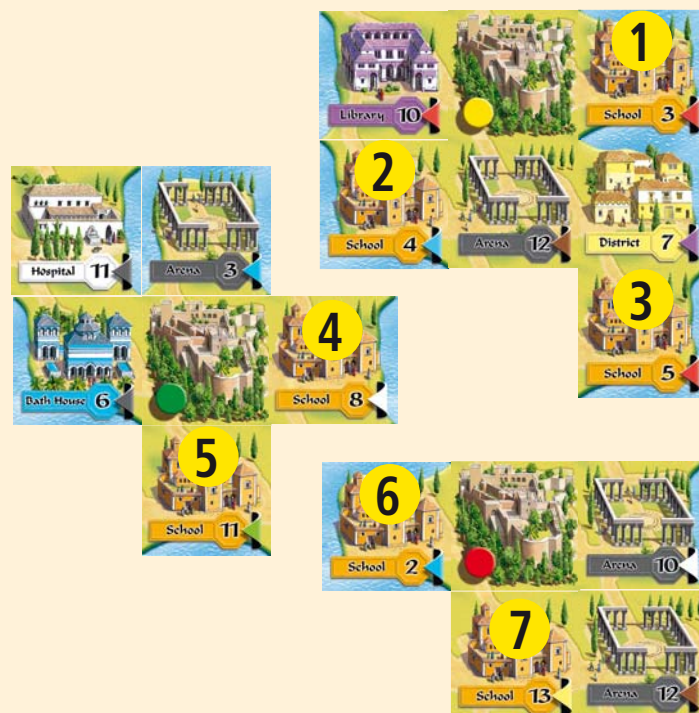 1
Library 10
School 3
2
School 4
Arena 12
District 7
Hospital 11
Arena 3
3
School 5
4
Bath House 6
School 8
5
School 11
6
School 2
Arena 10
7
School 13
Arena 12